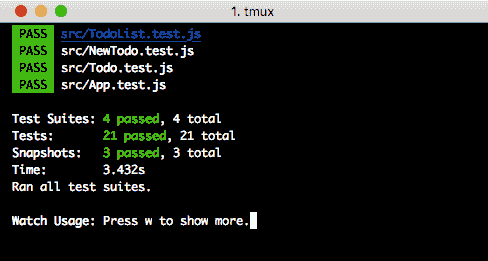 1. tmux
PASS src/TodoList.test.js
PASS src/NewTodo.test.js
PASS src/Todo.test.js
PASS src/App.test.js
Test Suites: 4 passed, 4 total
Tests: 21 passed, 21 total
Snapshots: 3 passed, 3 total
Time: 3.432s
Ran all test suites.
Watch Usage: Press w to show more.